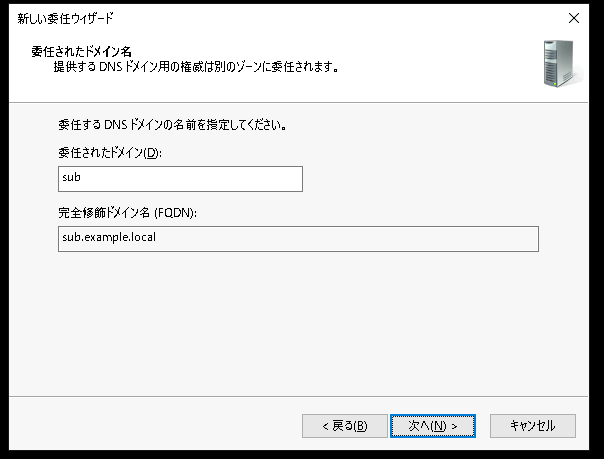 新しい委任ウィザード
委任されたドメイン名
提供する DNS ドメイン用の権威は別のゾーンに委任されます。
委任する DNS ドメインの名前を指定してください。
委任されたドメイン(D):
sub
完全修飾ドメイン名 (FQDN):
sub.example.local
< 戻る(B)
次へ(N) >
キャンセル